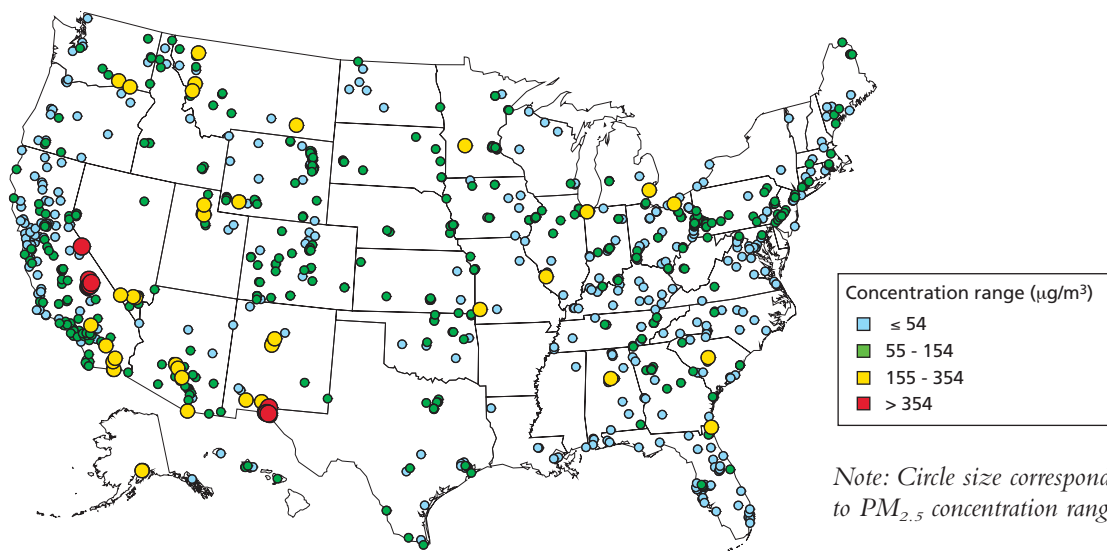 Concentration range (µg/m³)
≤ 54
55 - 154
155 - 354
> 354
Note: Circle size correspond
to PM₂.₅ concentration rang